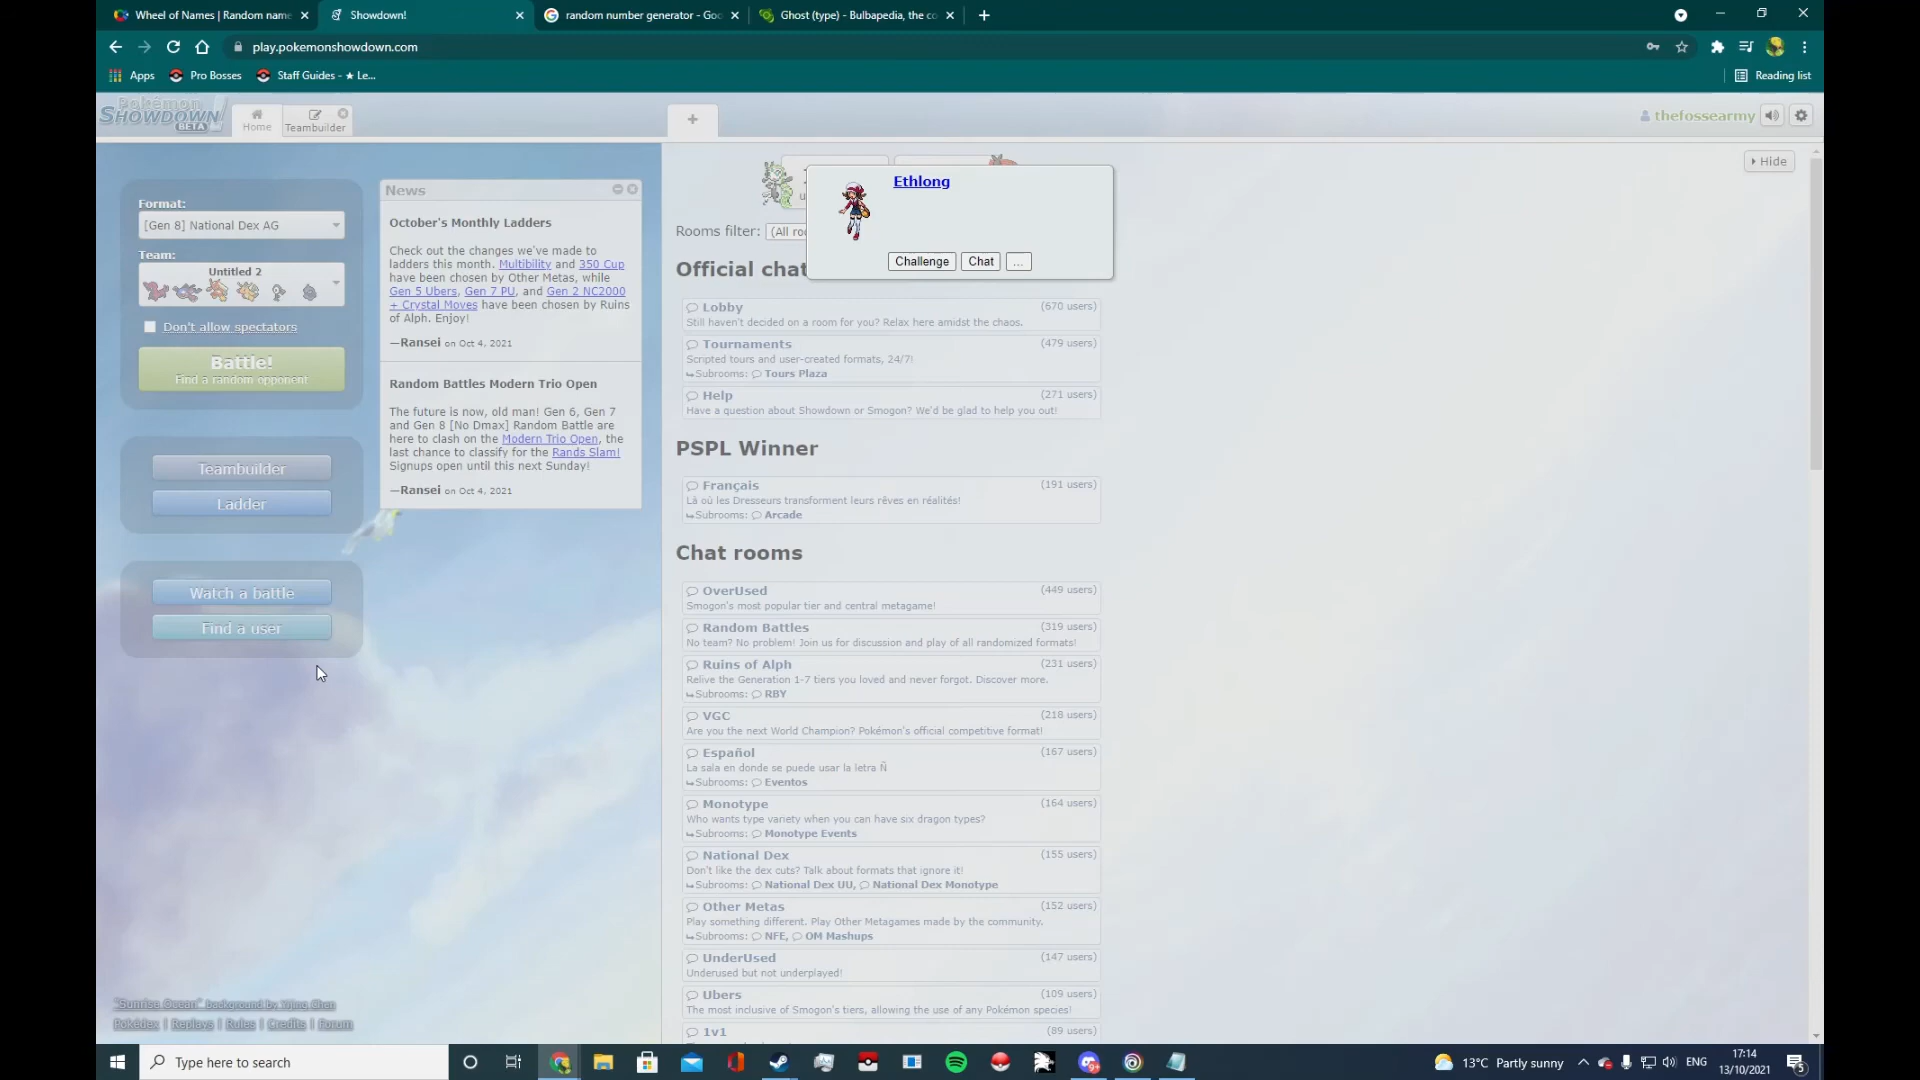 Wheel of Names | Random name
Showdown!
random number generator - Goo
Ghost (type) - Bulbapedia, the co
play.pokemonshowdown.com
Apps
Pro Bosses
Staff Guides - ★ Le...
Reading list
Pokémon
SHOWDOWN!
BETA
Home
Teambuilder
+
thefossearmy
Hide
Format:
[Gen 8] National Dex AG
Team:
Untitled 2
Don't allow spectators
Battle!
Find a random opponent
Teambuilder
Ladder
Watch a battle
Find a user
News
October's Monthly Ladders
Check out the changes we've made to
ladders this month. Multibility and 350 Cup
have been chosen by Other Metas, while
Gen 5 Ubers, Gen 7 PU, and Gen 2 NC2000
+ Crystal Moves have been chosen by Ruins
of Alph. Enjoy!
—Ransei on Oct 4, 2021
Random Battles Modern Trio Open
The future is now, old man! Gen 6, Gen 7
and Gen 8 [No Dmax] Random Battle are
here to clash on the Modern Trio Open, the
last chance to classify for the Rands Slam!
Signups open until this next Sunday!
—Ransei on Oct 4, 2021
Ethlong
Challenge
Chat
...
Rooms filter: (All roo
Official chat
Lobby (670 users)
Still haven't decided on a room for you? Relax here amidst the chaos.
Tournaments (479 users)
Scripted tours and user-created formats, 24/7!
Subrooms: Tours Plaza
Help (271 users)
Have a question about Showdown or Smogon? We'd be glad to help you out!
PSPL Winner
Français (191 users)
Là où les Dresseurs transforment leurs rêves en réalités!
Subrooms: Arcade
Chat rooms
OverUsed (449 users)
Smogon's most popular tier and central metagame!
Random Battles (319 users)
No team? No problem! Join us for discussion and play of all randomized formats!
Ruins of Alph (231 users)
Relive the Generation 1-7 tiers you loved and never forgot. Discover more.
Subrooms: RBY
VGC (218 users)
Are you the next World Champion? Pokémon's official competitive format!
Español (167 users)
La sala en donde se puede usar la letra Ñ
Subrooms: Eventos
Monotype (164 users)
Who wants type variety when you can have six dragon types?
Subrooms: Monotype Events
National Dex (155 users)
Don't like the dex cuts? Talk about formats that ignore it!
Subrooms: National Dex UU, National Dex Monotype
Other Metas (152 users)
Play something different. Play Other Metagames made by the community.
Subrooms: NFE, OM Mashups
UnderUsed (147 users)
Underused but not underplayed!
Ubers (109 users)
The most inclusive of Smogon's tiers, allowing the use of any Pokémon species!
1v1 (89 users)
"Sunrise Ocean" background by Yijing Chen
Pokédex | Replays | Rules | Credits | Forum
Type here to search
13°C Partly sunny
ENG
17:14
13/10/2021
5